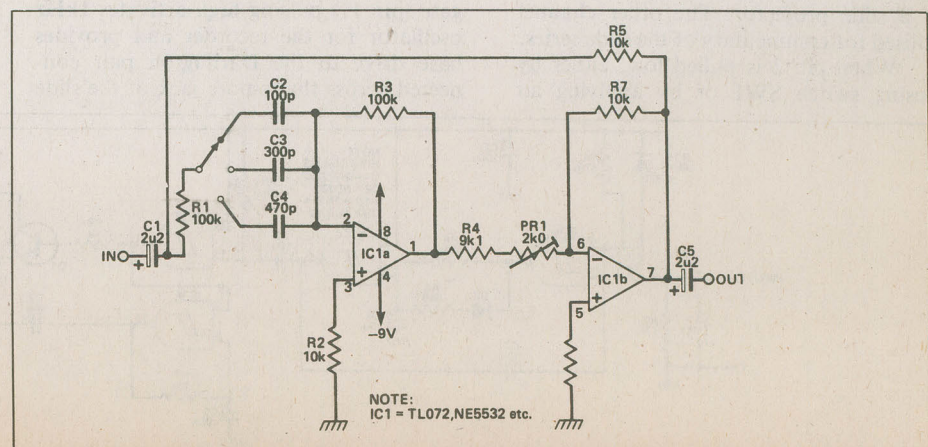 R5
10k
R7
10k
C2
100p
R3
100k
C3
300p
R1
100k
C4
470p
C1
2u2
IN
+
2
−
8
IC1a
1
+
3
4
−9V
R2
10k
R4
9k1
PR1
2k0
6
−
IC1b
7
+
5
C5
2u2
+
OUT
NOTE:
IC1 = TL072,NE5532 etc.